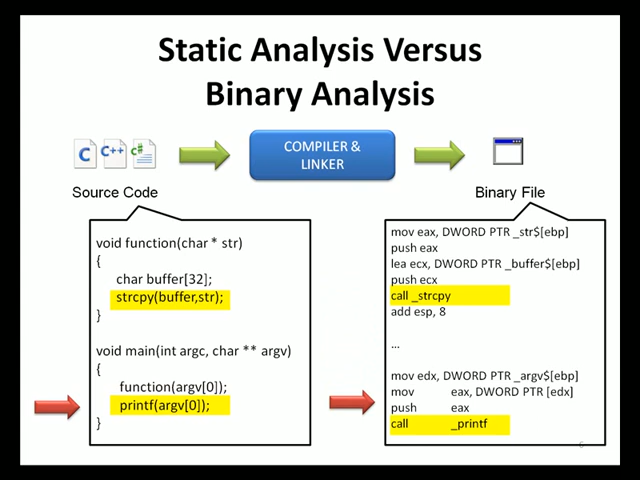 Static Analysis Versus
Binary Analysis
C
C++
C#
COMPILER &
LINKER
Source Code
Binary File
void function(char * str)
{
char buffer[32];
strcpy(buffer,str);
}
void main(int argc, char ** argv)
{
function(argv[0]);
printf(argv[0]);
}
mov eax, DWORD PTR _str$[ebp]
push eax
lea ecx, DWORD PTR _buffer$[ebp]
push ecx
call _strcpy
add esp, 8
...
mov edx, DWORD PTR _argv$[ebp]
mov eax, DWORD PTR [edx]
push eax
call _printf
6